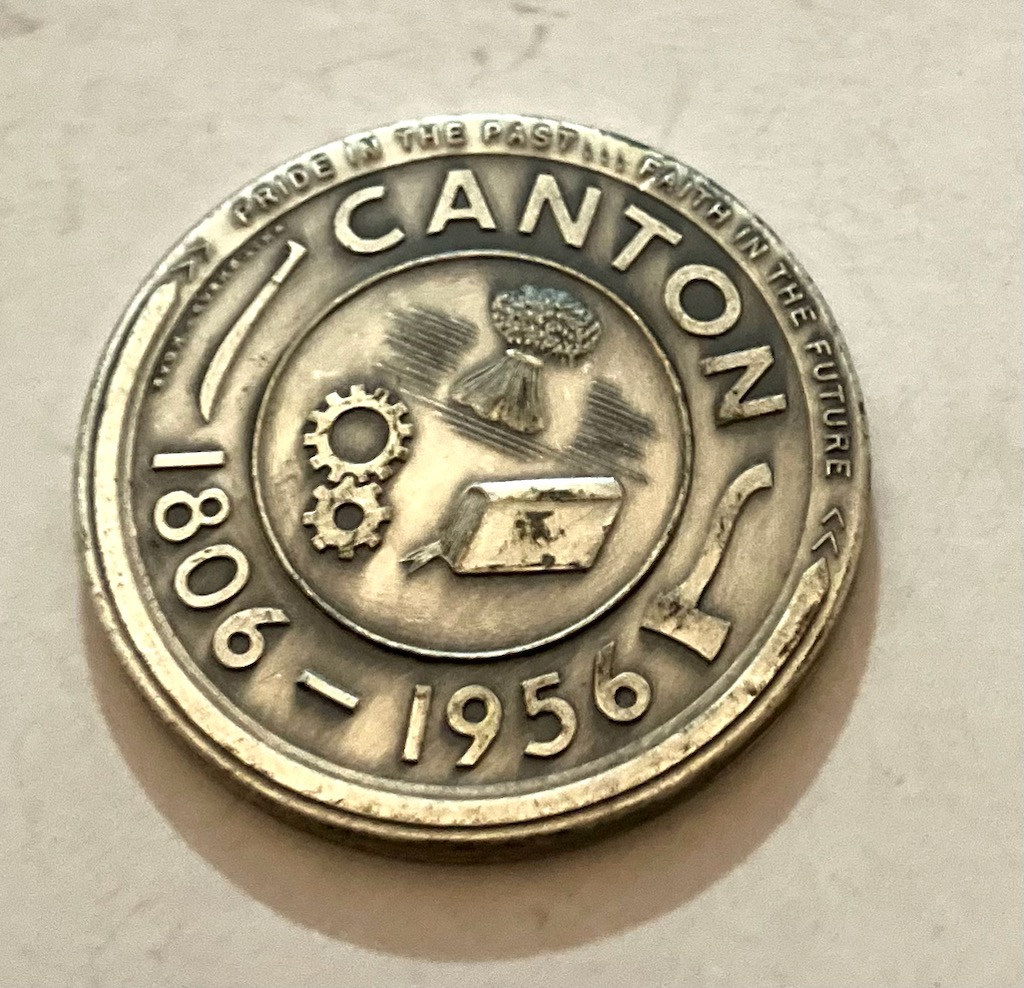 PRIDE IN THE PAST... FAITH IN THE FUTURE
CANTON
1806 - 1956